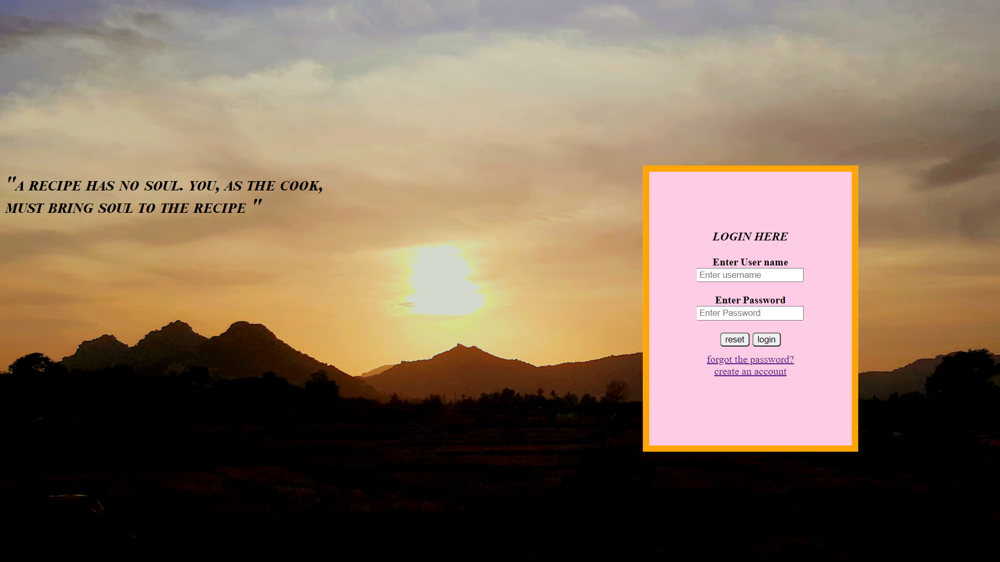 "A RECIPE HAS NO SOUL. YOU, AS THE COOK,
MUST BRING SOUL TO THE RECIPE "
LOGIN HERE
Enter User name
Enter username
Enter Password
Enter Password
reset login
forgot the password?
create an account